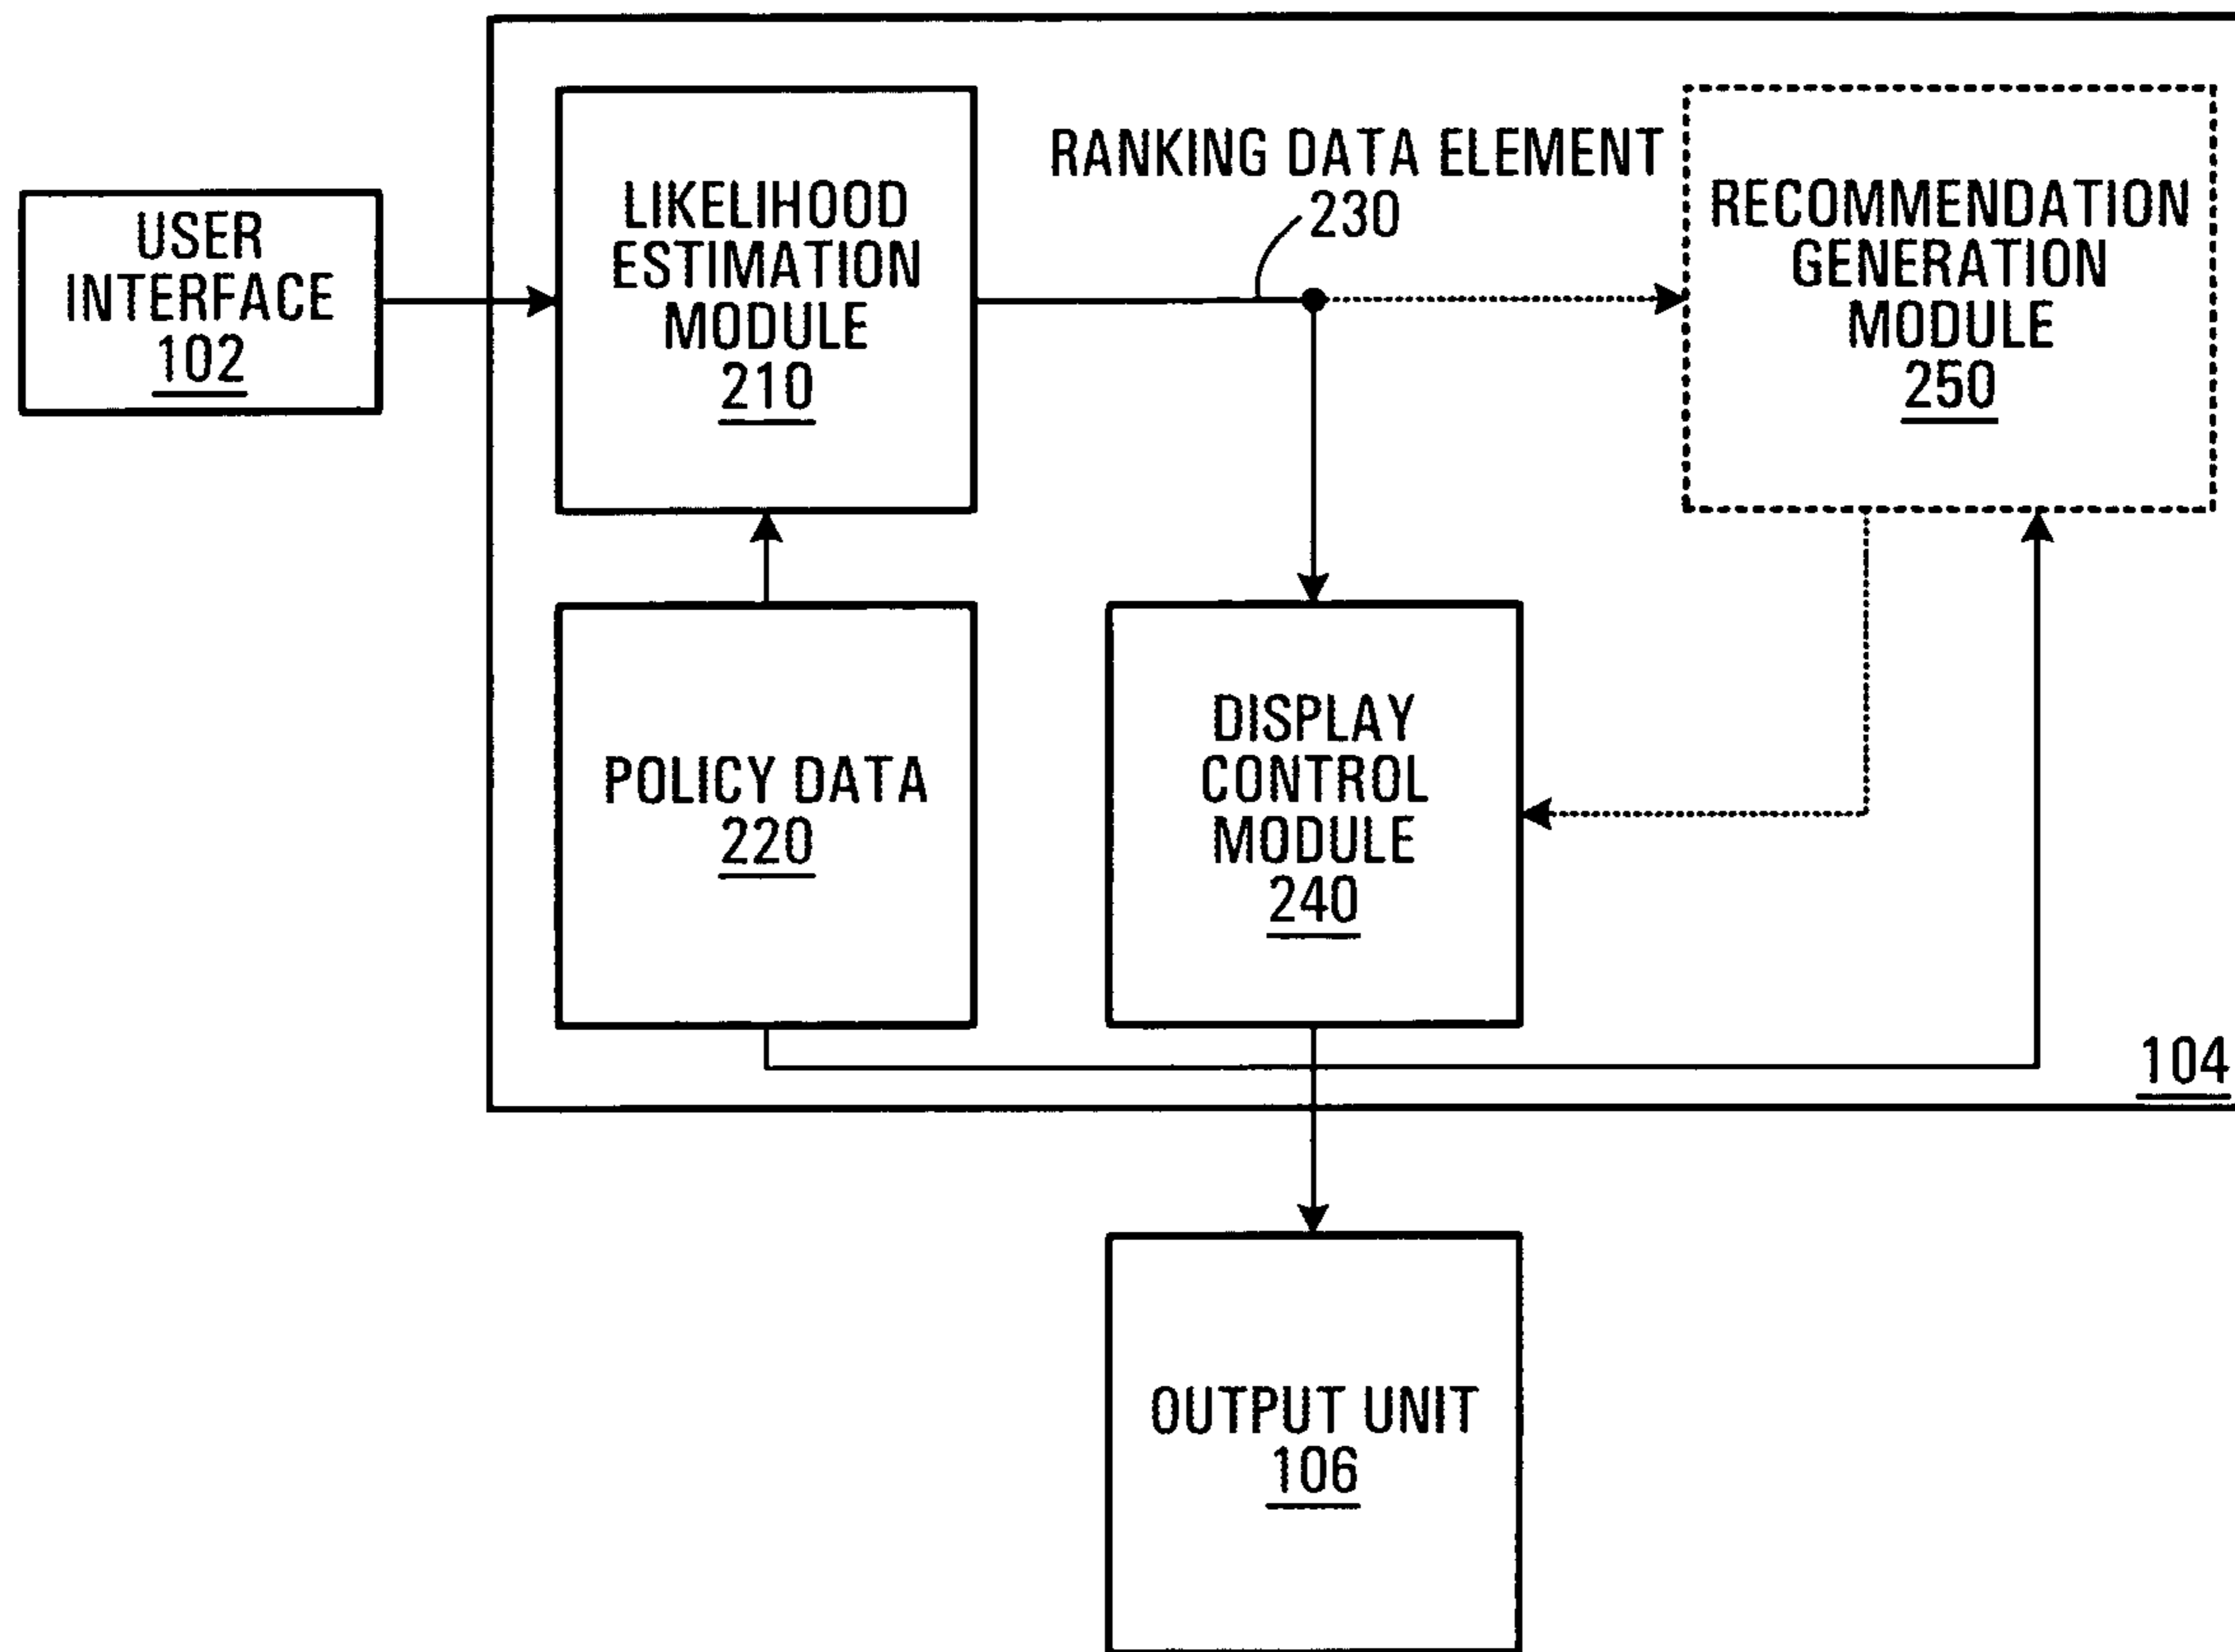 USER
INTERFACE
102
LIKELIHOOD
ESTIMATION
MODULE
210
RANKING DATA ELEMENT
230
RECOMMENDATION
GENERATION
MODULE
250
POLICY DATA
220
DISPLAY
CONTROL
MODULE
240
104
OUTPUT UNIT
106